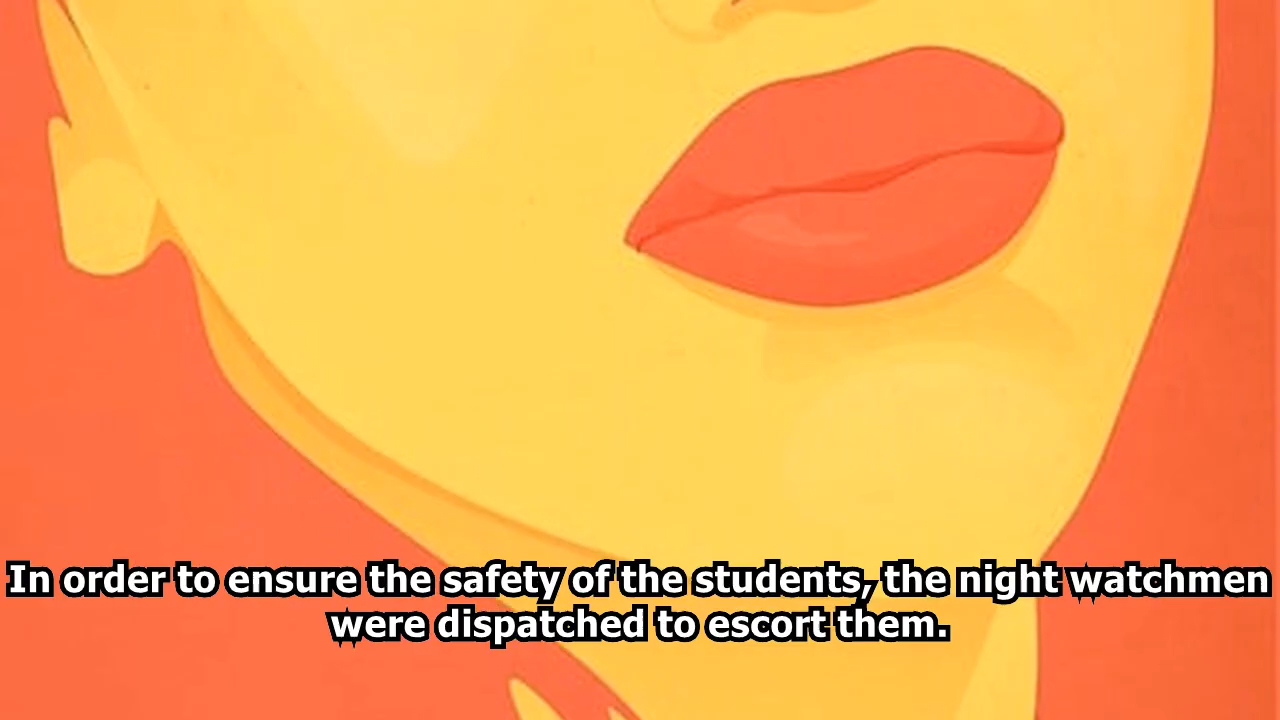 In order to ensure the safety of the students, the night watchmen
were dispatched to escort them.